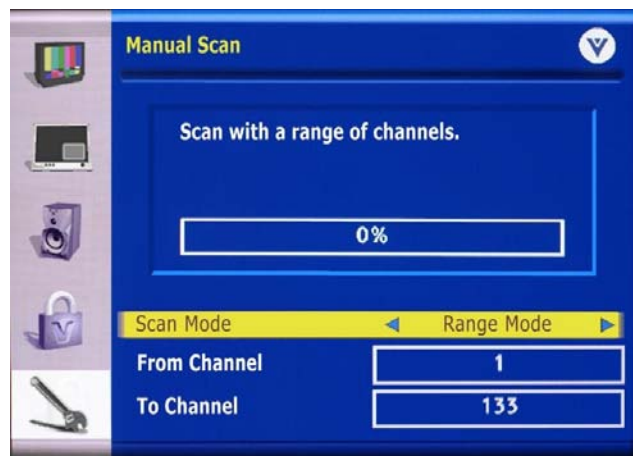 Manual Scan
Scan with a range of channels.
0%
Scan Mode Range Mode
From Channel 1
To Channel 133